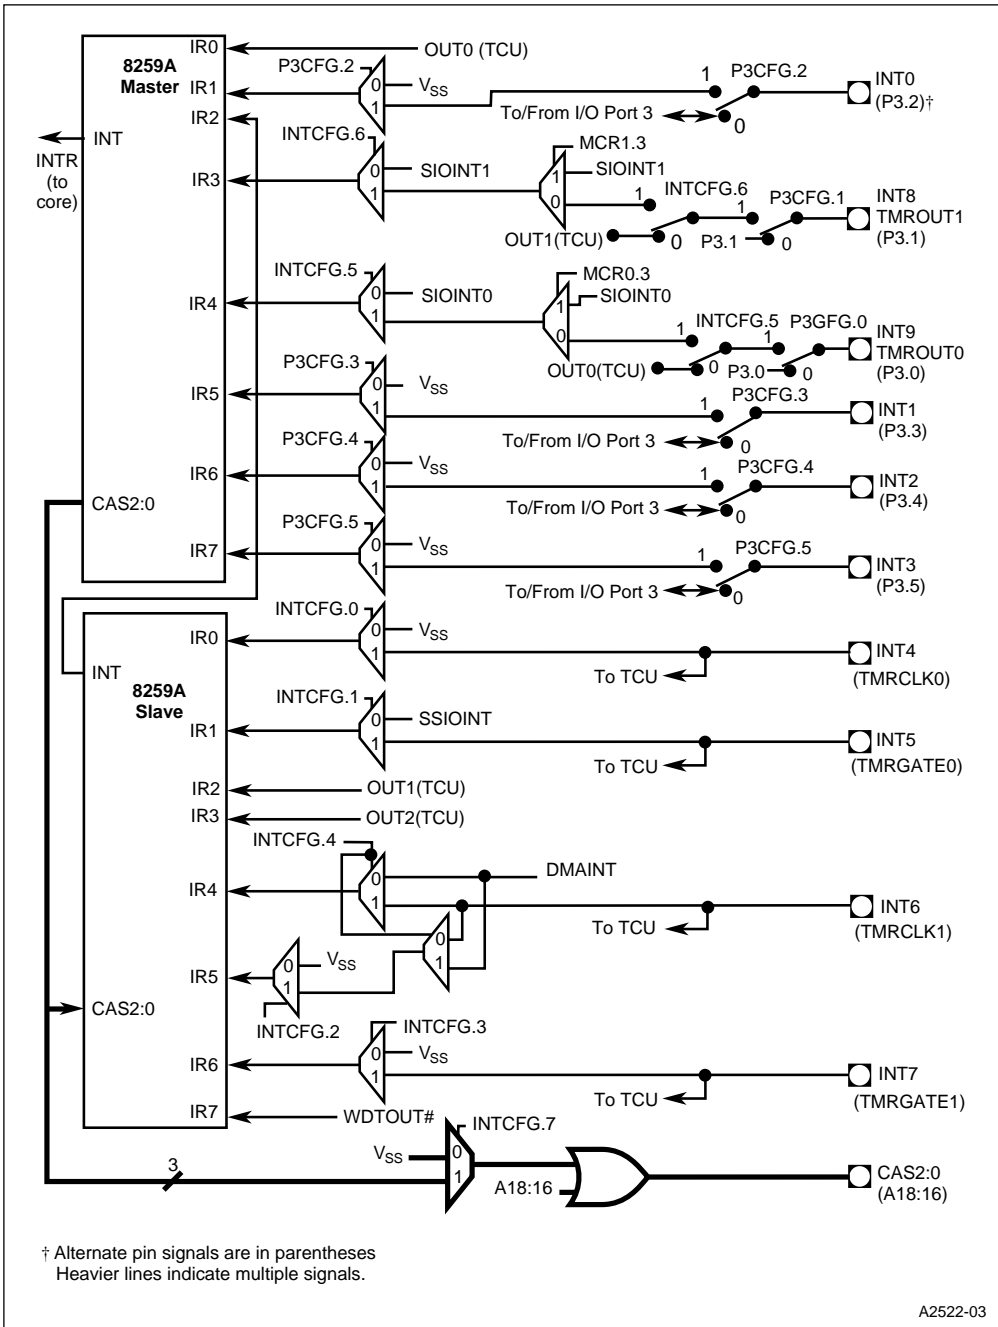 8259A
Master
IR0
OUT0 (TCU)
P3CFG.2
0
1
VSS
IR1
1
P3CFG.2
0
To/From I/O Port 3
INT0
(P3.2)†
IR2
INT
INTR
(to
core)
INTCFG.6
0
1
SIOINT1
IR3
MCR1.3
1
0
SIOINT1
1
INTCFG.6
0
OUT1(TCU)
1
P3CFG.1
P3.1
0
INT8
TMROUT1
(P3.1)
INTCFG.5
0
1
SIOINT0
IR4
MCR0.3
1
0
SIOINT0
1
INTCFG.5
0
OUT0(TCU)
1
P3GFG.0
P3.0
0
INT9
TMROUT0
(P3.0)
P3CFG.3
0
1
VSS
IR5
1
P3CFG.3
0
To/From I/O Port 3
INT1
(P3.3)
P3CFG.4
0
1
VSS
IR6
1
P3CFG.4
0
To/From I/O Port 3
INT2
(P3.4)
CAS2:0
P3CFG.5
0
1
VSS
IR7
1
P3CFG.5
0
To/From I/O Port 3
INT3
(P3.5)
INTCFG.0
0
1
VSS
IR0
To TCU
INT4
(TMRCLK0)
INT
8259A
Slave
INTCFG.1
0
1
SSIOINT
IR1
To TCU
INT5
(TMRGATE0)
IR2
OUT1(TCU)
IR3
OUT2(TCU)
INTCFG.4
0
1
DMAINT
IR4
To TCU
INT6
(TMRCLK1)
0
1
IR5
0
1
VSS
INTCFG.2
CAS2:0
INTCFG.3
0
1
VSS
IR6
To TCU
INT7
(TMRGATE1)
IR7
WDTOUT#
INTCFG.7
VSS
0
1
3
A18:16
CAS2:0
(A18:16)
† Alternate pin signals are in parentheses
Heavier lines indicate multiple signals.
A2522-03